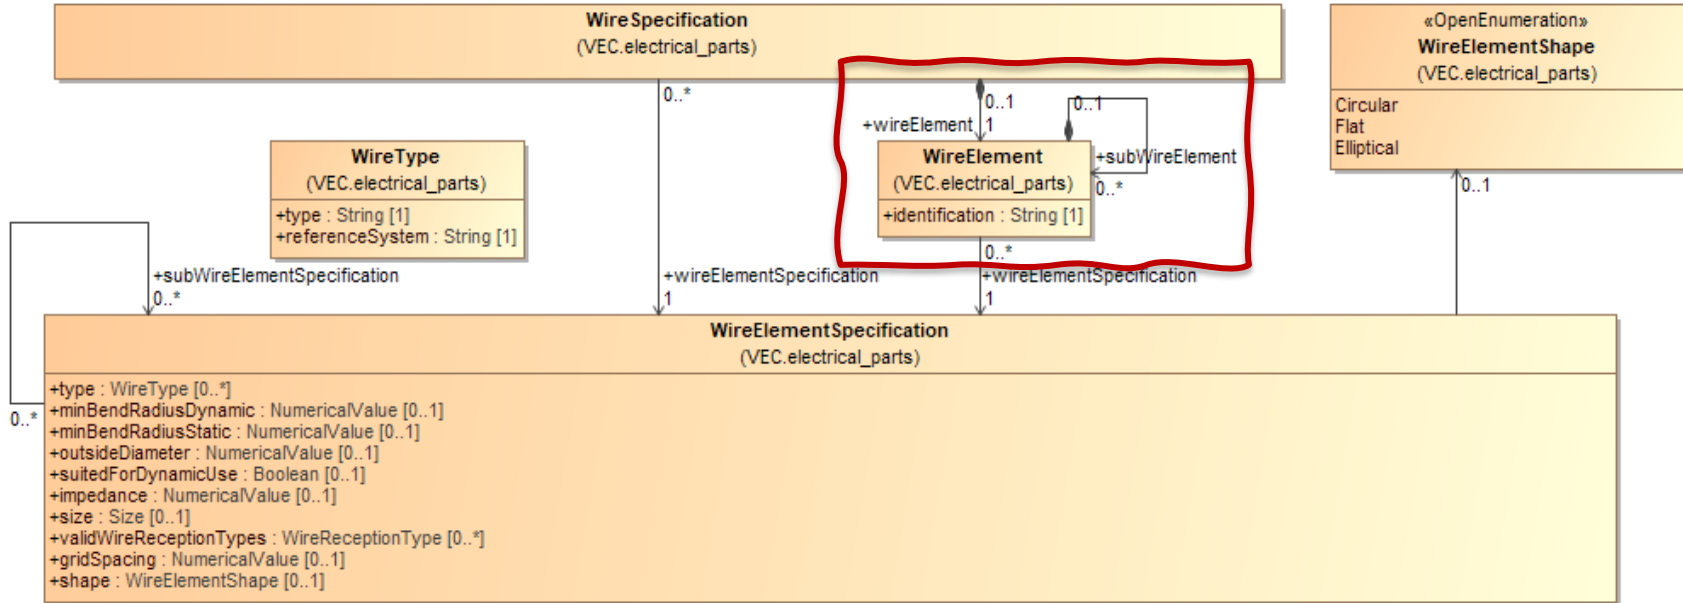 WireSpecification
(VEC.electrical_parts)
«OpenEnumeration»
WireElementShape
(VEC.electrical_parts)
Circular
Flat
Elliptical
0..*
0..1
0..1
+wireElement
1
WireType
(VEC.electrical_parts)
+type : String [1]
+referenceSystem : String [1]
WireElement
(VEC.electrical_parts)
+identification : String [1]
+subWireElement
0..*
0..1
0..*
+subWireElementSpecification
0..*
+wireElementSpecification
1
+wireElementSpecification
1
WireElementSpecification
(VEC.electrical_parts)
0..*
+type : WireType [0..*]
+minBendRadiusDynamic : NumericalValue [0..1]
+minBendRadiusStatic : NumericalValue [0..1]
+outsideDiameter : NumericalValue [0..1]
+suitedForDynamicUse : Boolean [0..1]
+impedance : NumericalValue [0..1]
+size : Size [0..1]
+validWireReceptionTypes : WireReceptionType [0..*]
+gridSpacing : NumericalValue [0..1]
+shape : WireElementShape [0..1]